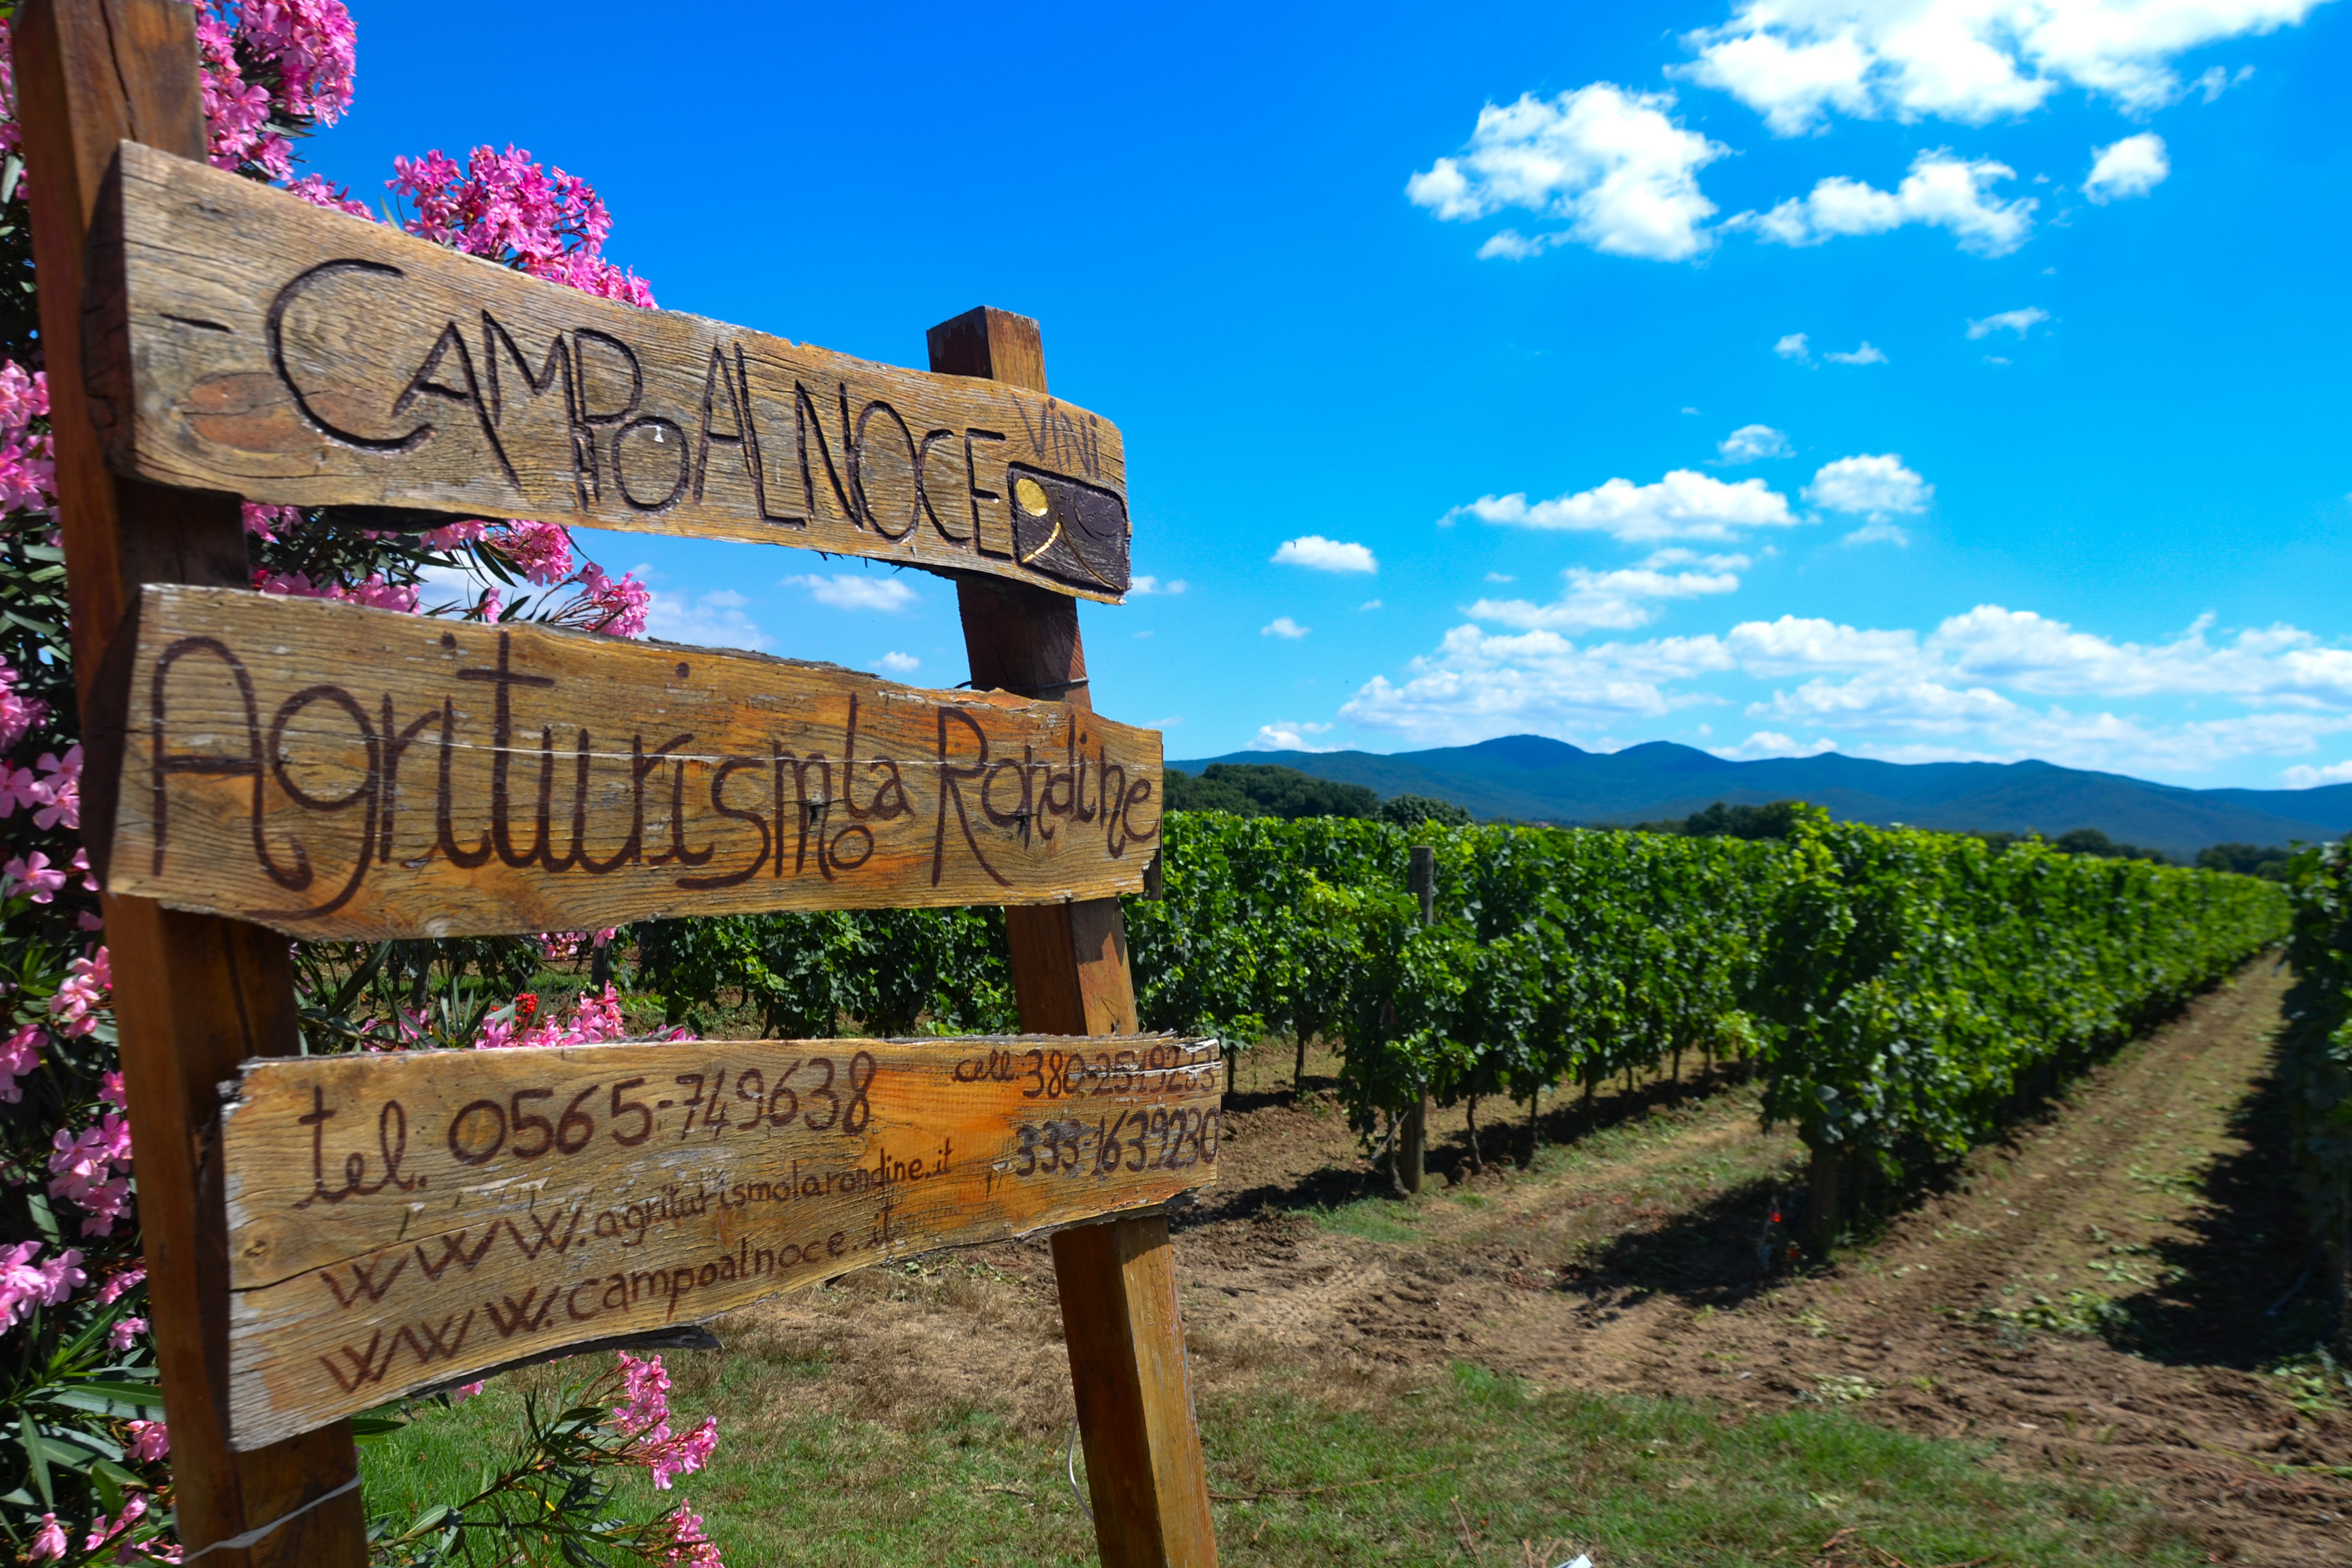 - CAMPOALNOCE
VINI
Agriturismo la Rondine
tel. 0565-749638
cell. 380-2519233
333-1639230
www.agriturismolarondine.it
www.campoalnoce.it